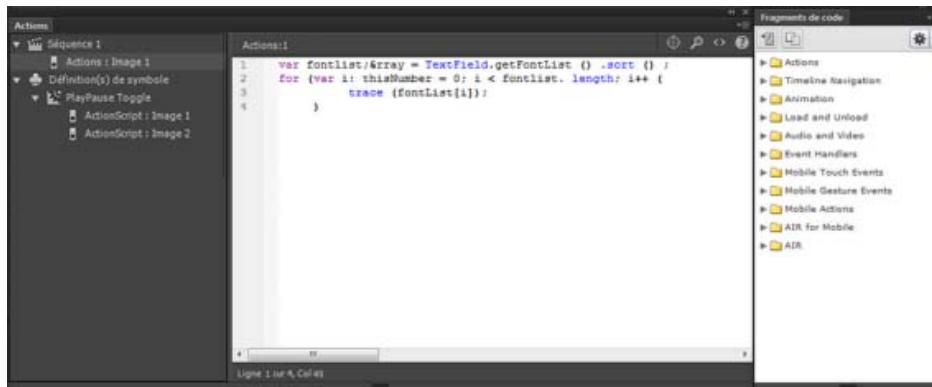 Actions
Séquence 1
Actions : Image 1
Définition(s) de symbole
PlayPause Toggle
ActionScript : Image 1
ActionScript : Image 2
Actions:1
1 var fontlist/&rray = TextField.getFontList () .sort () ;
2 for (var i: thisNumber = 0; i < fontlist. length; i++ {
3 trace (fontList[i]);
4 }
Ligne 1 sur 4, Col 41
Fragments de code
Actions
Timeline Navigation
Animation
Load and Unload
Audio and Video
Event Handlers
Mobile Touch Events
Mobile Gesture Events
Mobile Actions
AIR for Mobile
AIR